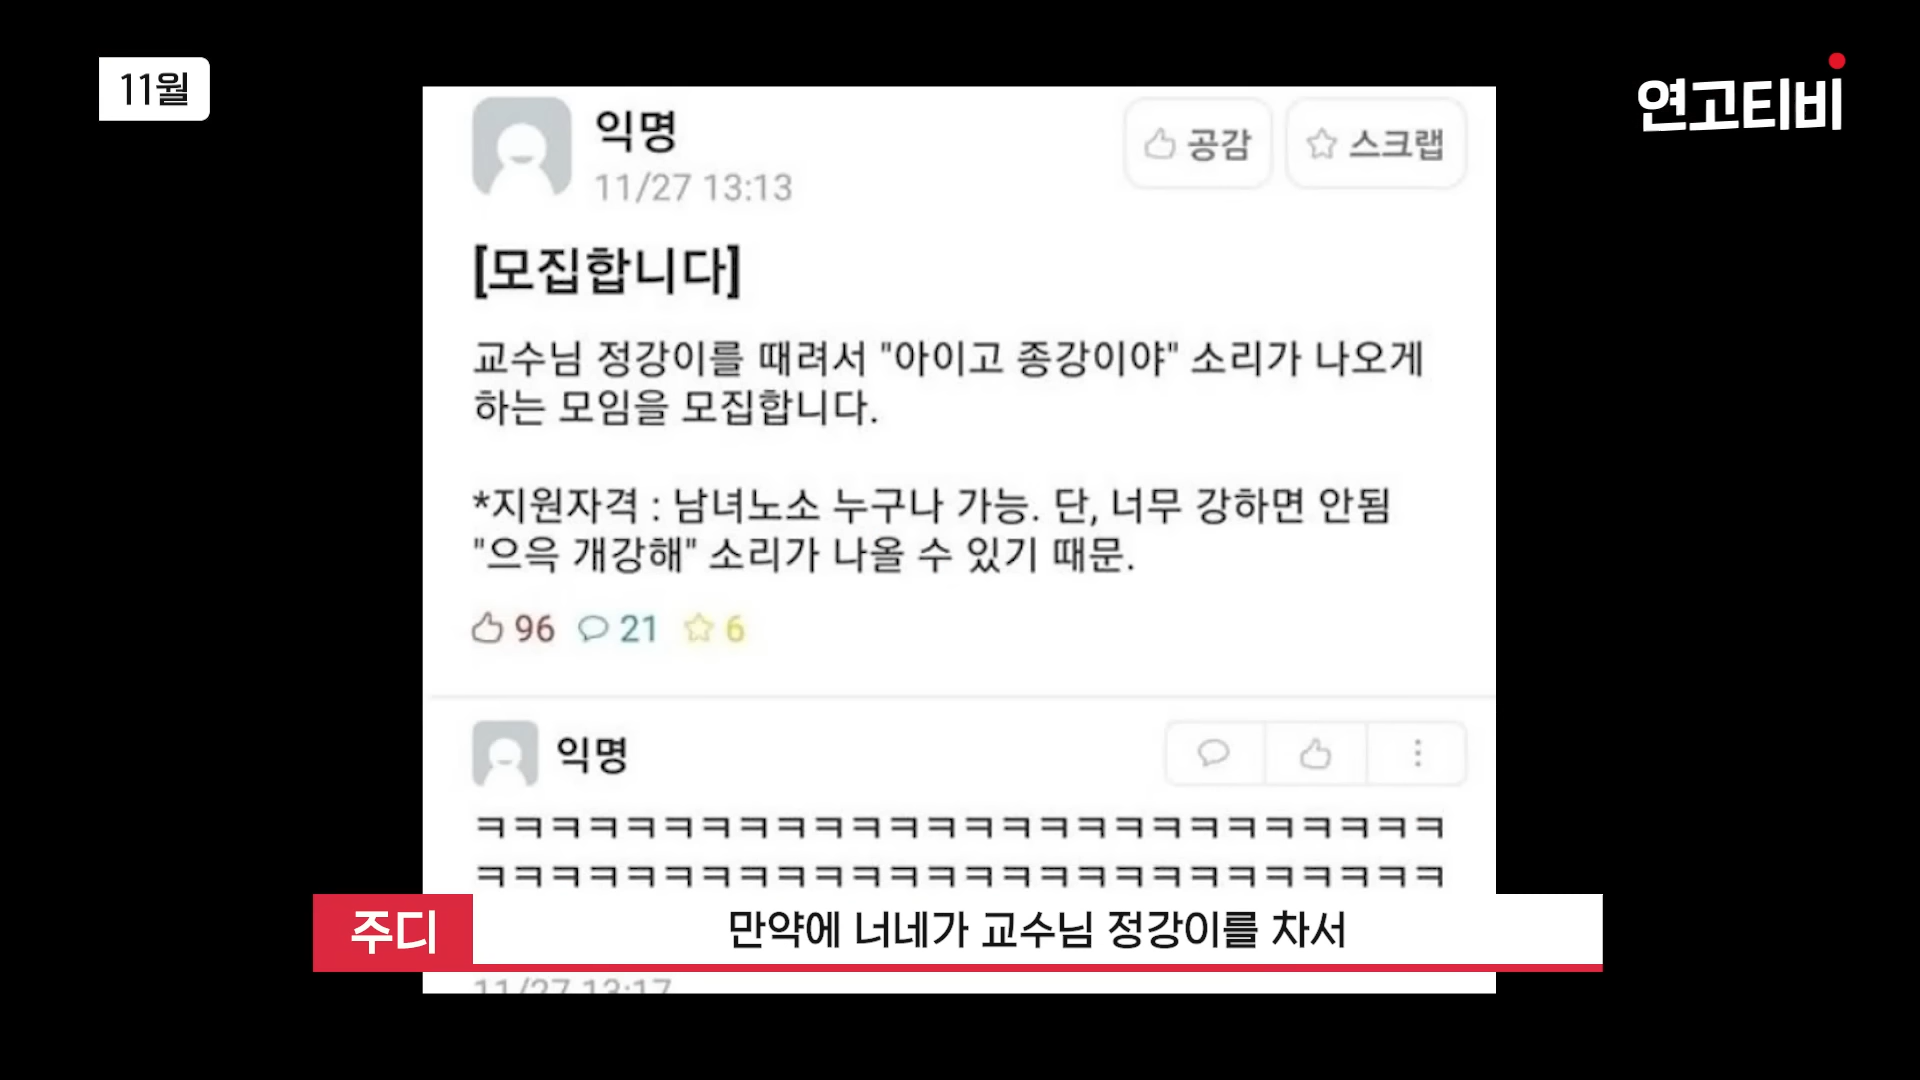 11월
연고티비
익명
11/27 13:13
공감
스크랩
[모집합니다]
교수님 정강이를 때려서 "아이고 종강이야" 소리가 나오게
하는 모임을 모집합니다.
*지원자격 : 남녀노소 누구나 가능. 단, 너무 강하면 안됨
"으윽 개강해" 소리가 나올 수 있기 때문.
96 21 6
익명
ㅋㅋㅋㅋㅋㅋㅋㅋㅋㅋㅋㅋㅋㅋㅋㅋㅋㅋㅋㅋㅋㅋㅋㅋㅋㅋ
ㅋㅋㅋㅋㅋㅋㅋㅋㅋㅋㅋㅋㅋㅋㅋㅋㅋㅋㅋㅋㅋㅋㅋㅋㅋㅋ
주디
만약에 너네가 교수님 정강이를 차서
11/27 13:17